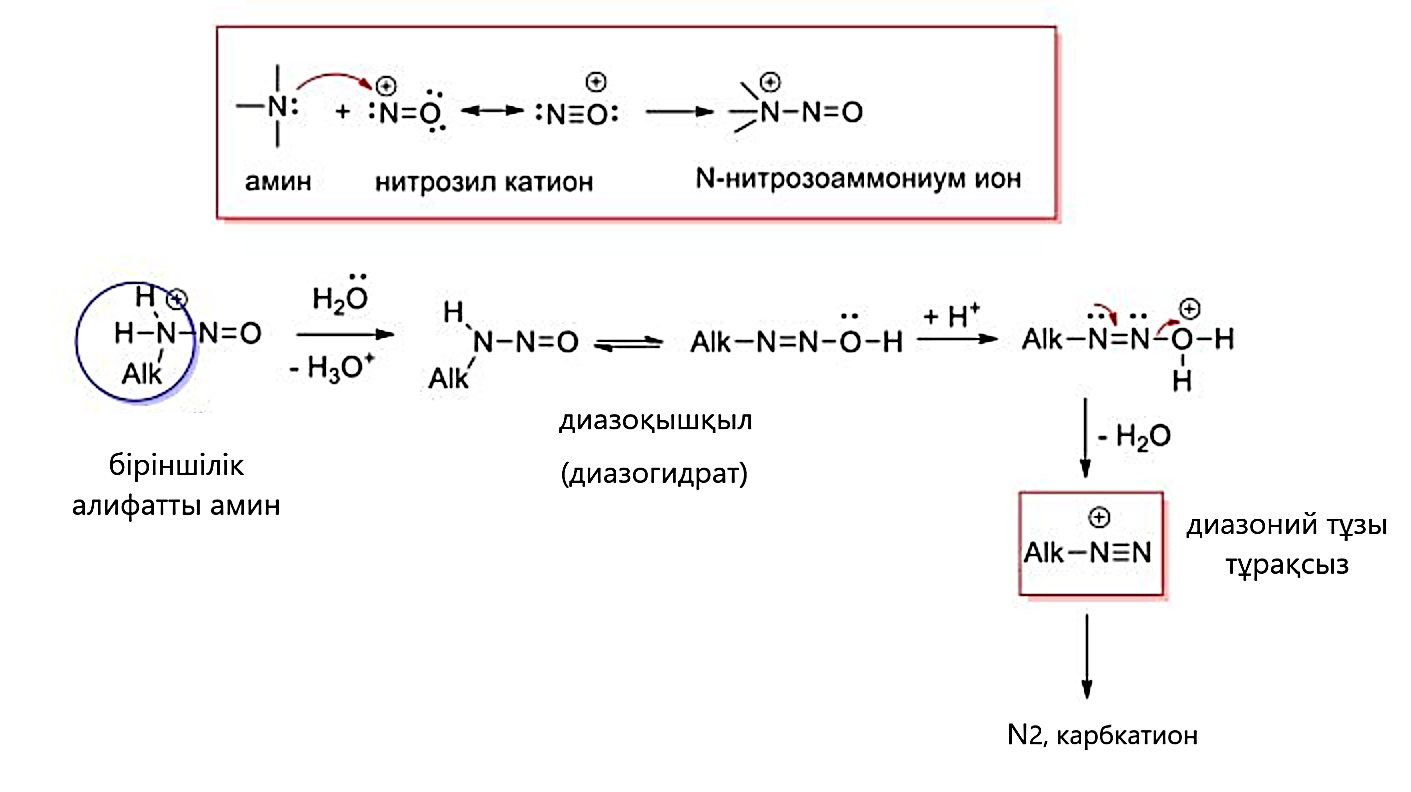 —N: + :N=O ↔ :N≡O: → N—N=O
амин нитрозил катион N-нитрозоаммониум ион
H
H—N—N=O
Alk
H₂O
- H₃O⁺
H
N—N=O
Alk
Alk—N=N—O—H
+ H⁺
Alk—N=N—O—H
H
біріншілік
алифатты амин
диазоқышқыл
(диазогидрат)
- H₂O
Alk—N≡N
диазоний тұзы
тұрақсыз
N2, карбкатион